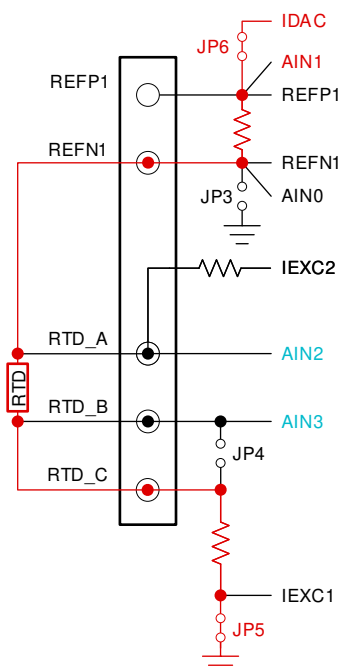 IDAC
JP6
AIN1
REFP1
REFP1
REFN1
REFN1
JP3
AIN0
IEXC2
RTD_A
AIN2
RTD
RTD_B
AIN3
JP4
RTD_C
IEXC1
JP5